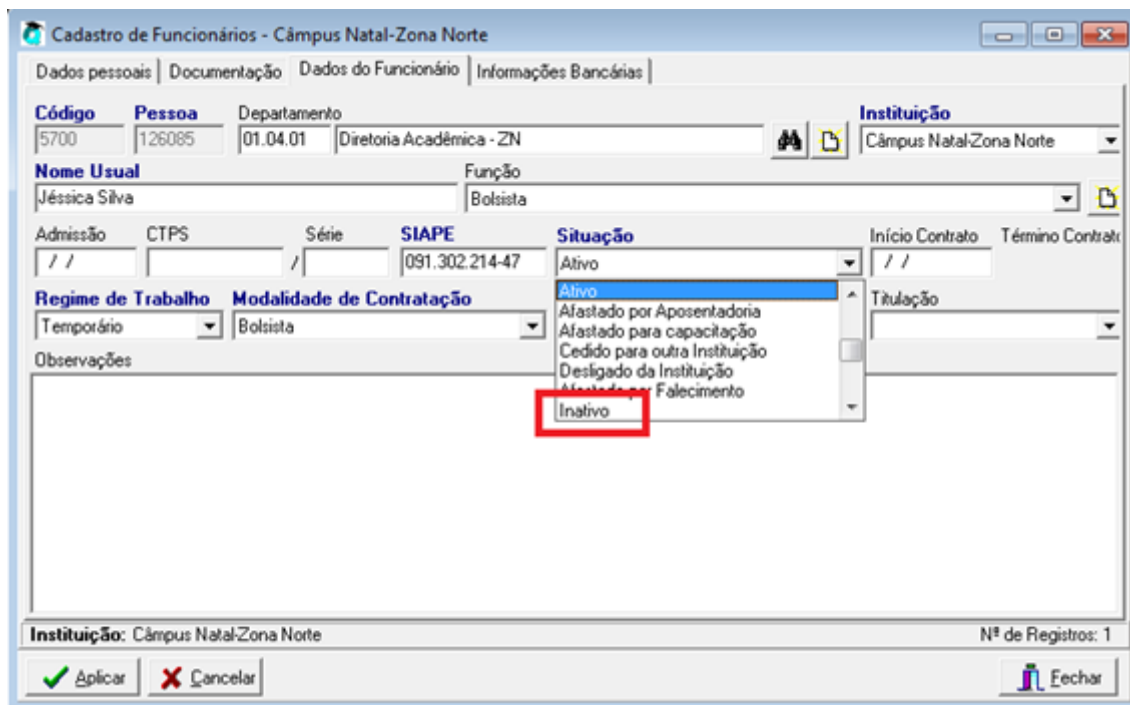 Cadastro de Funcionários - Câmpus Natal-Zona Norte
Dados pessoais Documentação Dados do Funcionário Informações Bancárias
Código Pessoa Departamento Instituição
5700 126085 01.04.01 Diretoria Acadêmica - ZN Câmpus Natal-Zona Norte
Nome Usual Função
Jéssica Silva Bolsista
Admissão CTPS Série SIAPE Situação Início Contrato Término Contrato
/ / / 091.302.214-47 Ativo / /
Regime de Trabalho Modalidade de Contratação Titulação
Temporário Bolsista
Ativo
Afastado por Aposentadoria
Afastado para capacitação
Cedido para outra Instituição
Desligado da Instituição
Afastado por Falecimento
Inativo
Observações
Instituição: Câmpus Natal-Zona Norte Nª de Registros: 1
Aplicar Cancelar Fechar